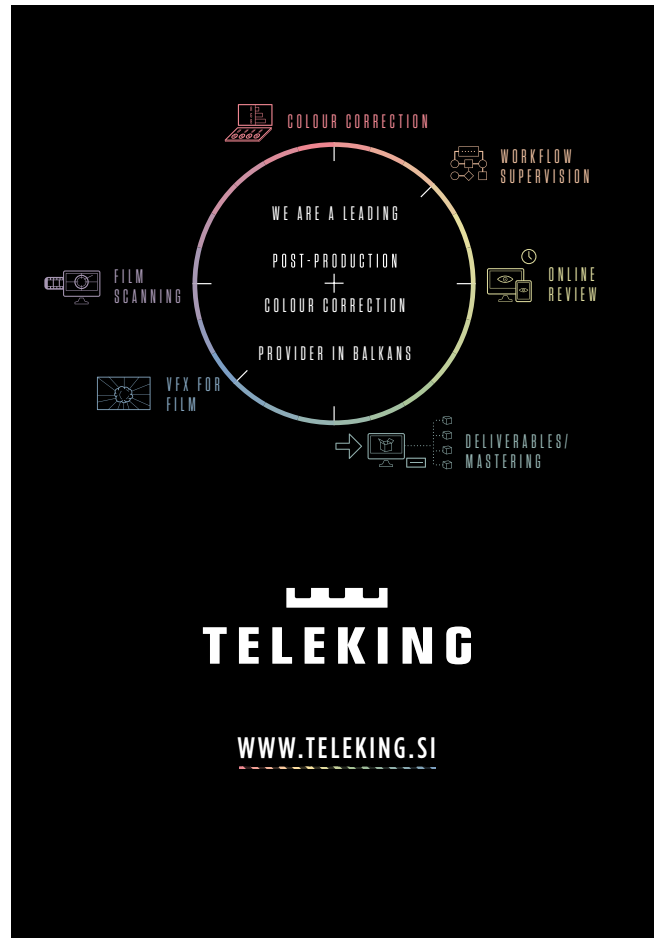 COLOUR CORRECTION
WORKFLOW
SUPERVISION
WE ARE A LEADING
POST-PRODUCTION
COLOUR CORRECTION
PROVIDER IN BALKANS
FILM
SCANNING
ONLINE
REVIEW
VFX FOR
FILM
DELIVERABLES/
MASTERING
TELEKING
WWW.TELEKING.SI